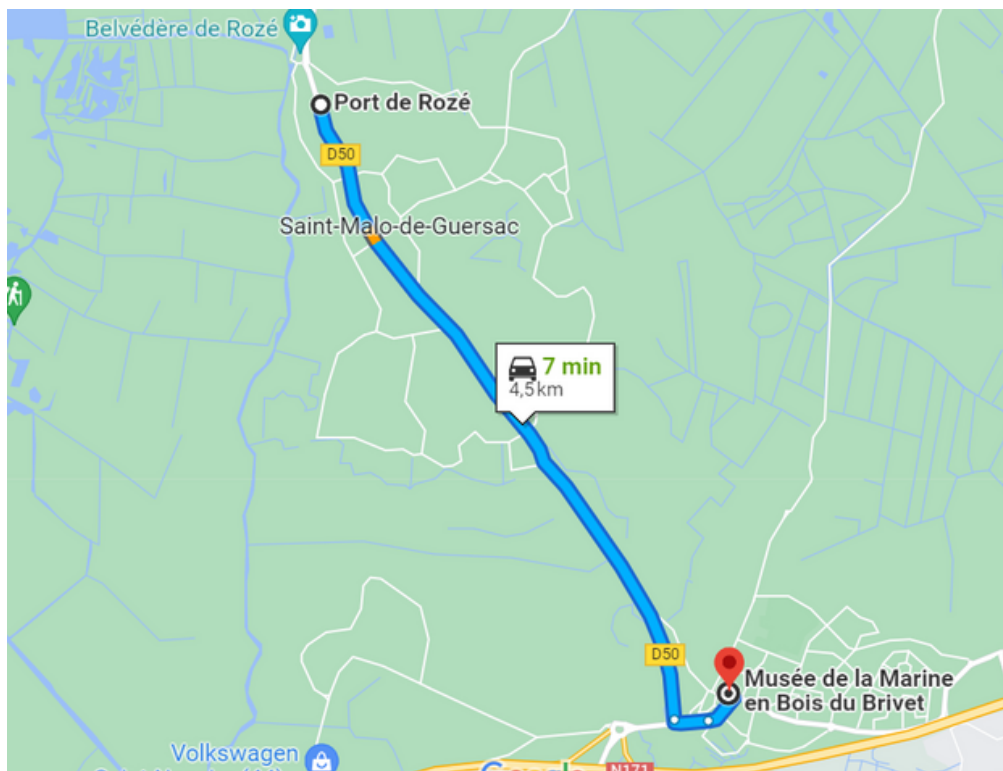 Belvédère de Rozé
Port de Rozé
D50
Saint-Malo-de-Guersac
7 min
4,5 km
D50
Musée de la Marine
en Bois du Brivet
Volkswagen
Google
N171